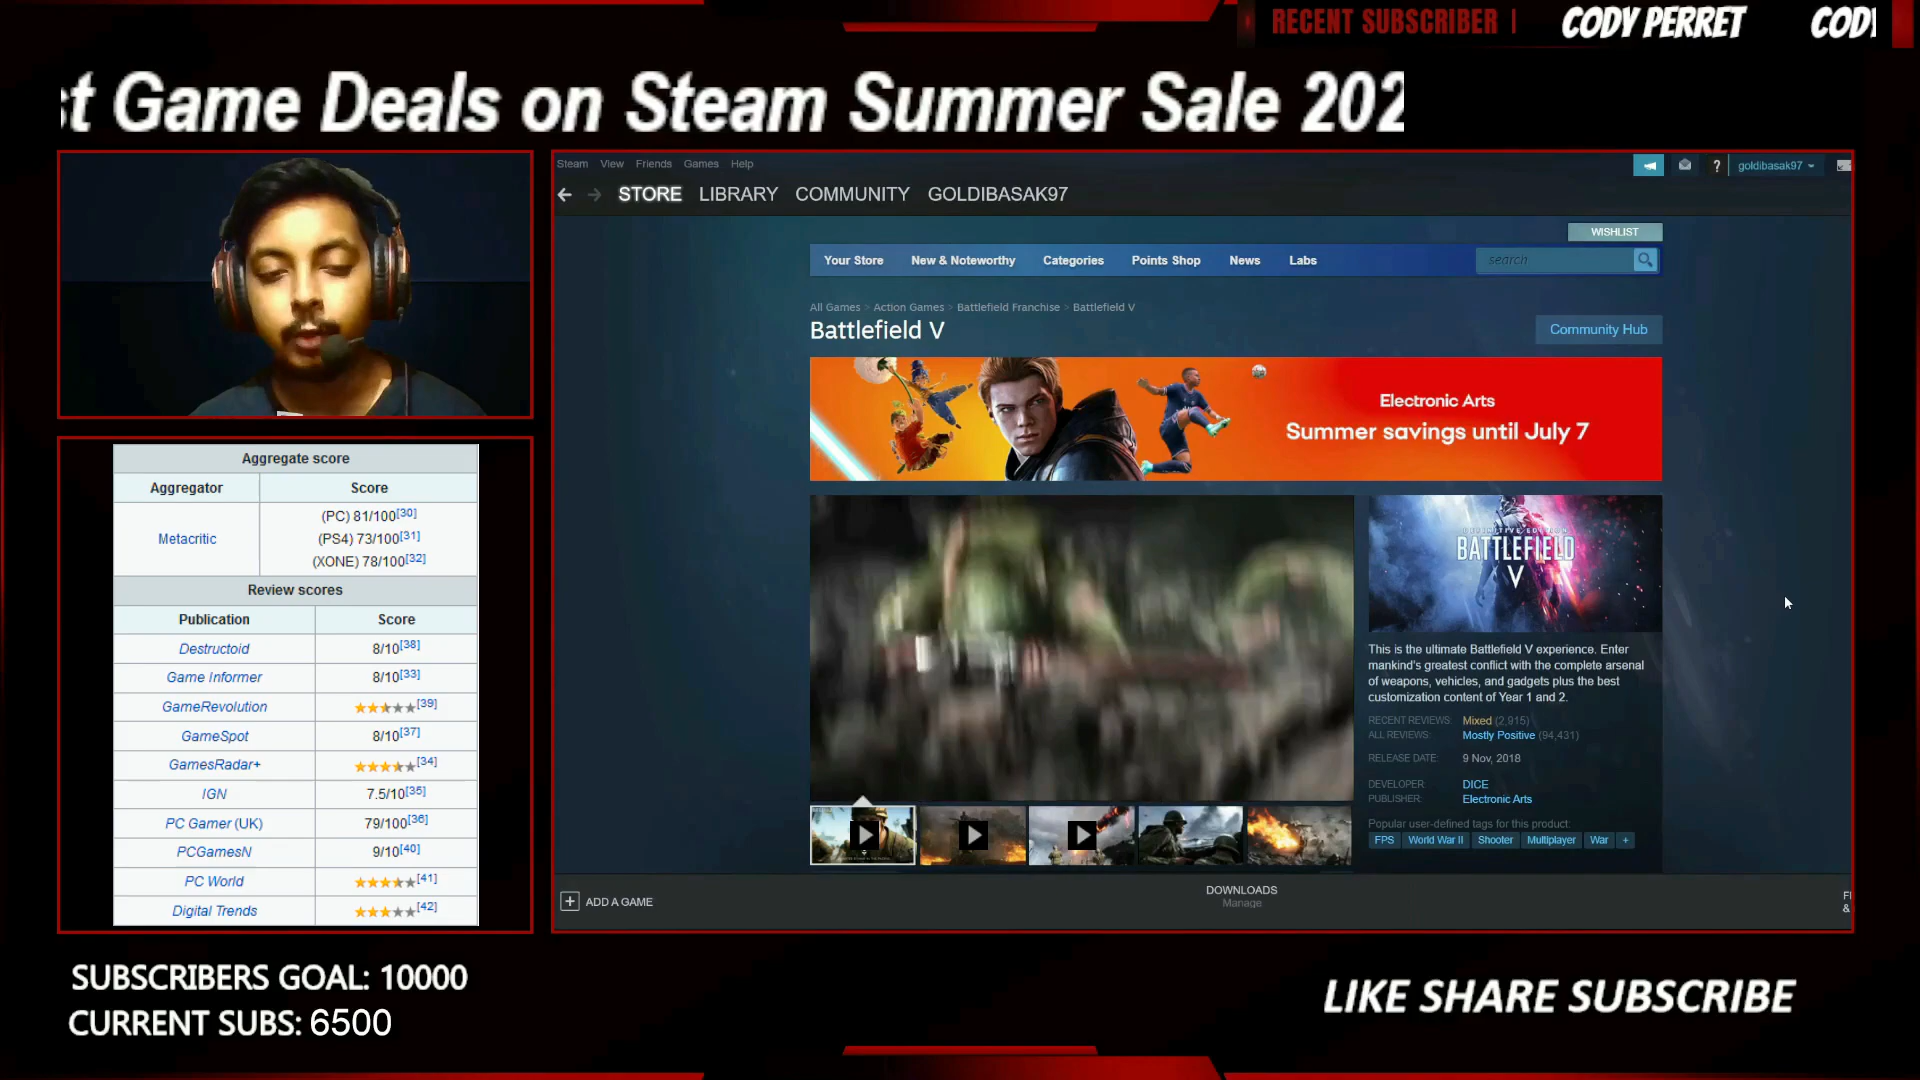 RECENT SUBSCRIBER | CODY PERRET
st Game Deals on Steam Summer Sale 202
Steam View Friends Games Help
? goldibasak97
STORE LIBRARY COMMUNITY GOLDIBASAK97
WISHLIST
Your Store New & Noteworthy Categories Points Shop News Labs
search
All Games > Action Games > Battlefield Franchise > Battlefield V
Battlefield V
Community Hub
Electronic Arts
Summer savings until July 7
DEFINITIVE EDITION
BATTLEFIELD
V
This is the ultimate Battlefield V experience. Enter
mankind's greatest conflict with the complete arsenal
of weapons, vehicles, and gadgets plus the best
customization content of Year 1 and 2.
RECENT REVIEWS: Mixed (2,915)
ALL REVIEWS: Mostly Positive (94,431)
RELEASE DATE: 9 Nov, 2018
DEVELOPER: DICE
PUBLISHER: Electronic Arts
Popular user-defined tags for this product:
FPS World War II Shooter Multiplayer War +
+ ADD A GAME
DOWNLOADS
Manage
Aggregate score
Aggregator Score
Metacritic
(PC) 81/100[30]
(PS4) 73/100[31]
(XONE) 78/100[32]
Review scores
Publication Score
Destructoid 8/10[38]
Game Informer 8/10[33]
GameRevolution [39]
GameSpot 8/10[37]
GamesRadar+ [34]
IGN 7.5/10[35]
PC Gamer (UK) 79/100[36]
PCGamesN 9/10[40]
PC World [41]
Digital Trends [42]
SUBSCRIBERS GOAL: 10000
CURRENT SUBS: 6500
LIKE SHARE SUBSCRIBE